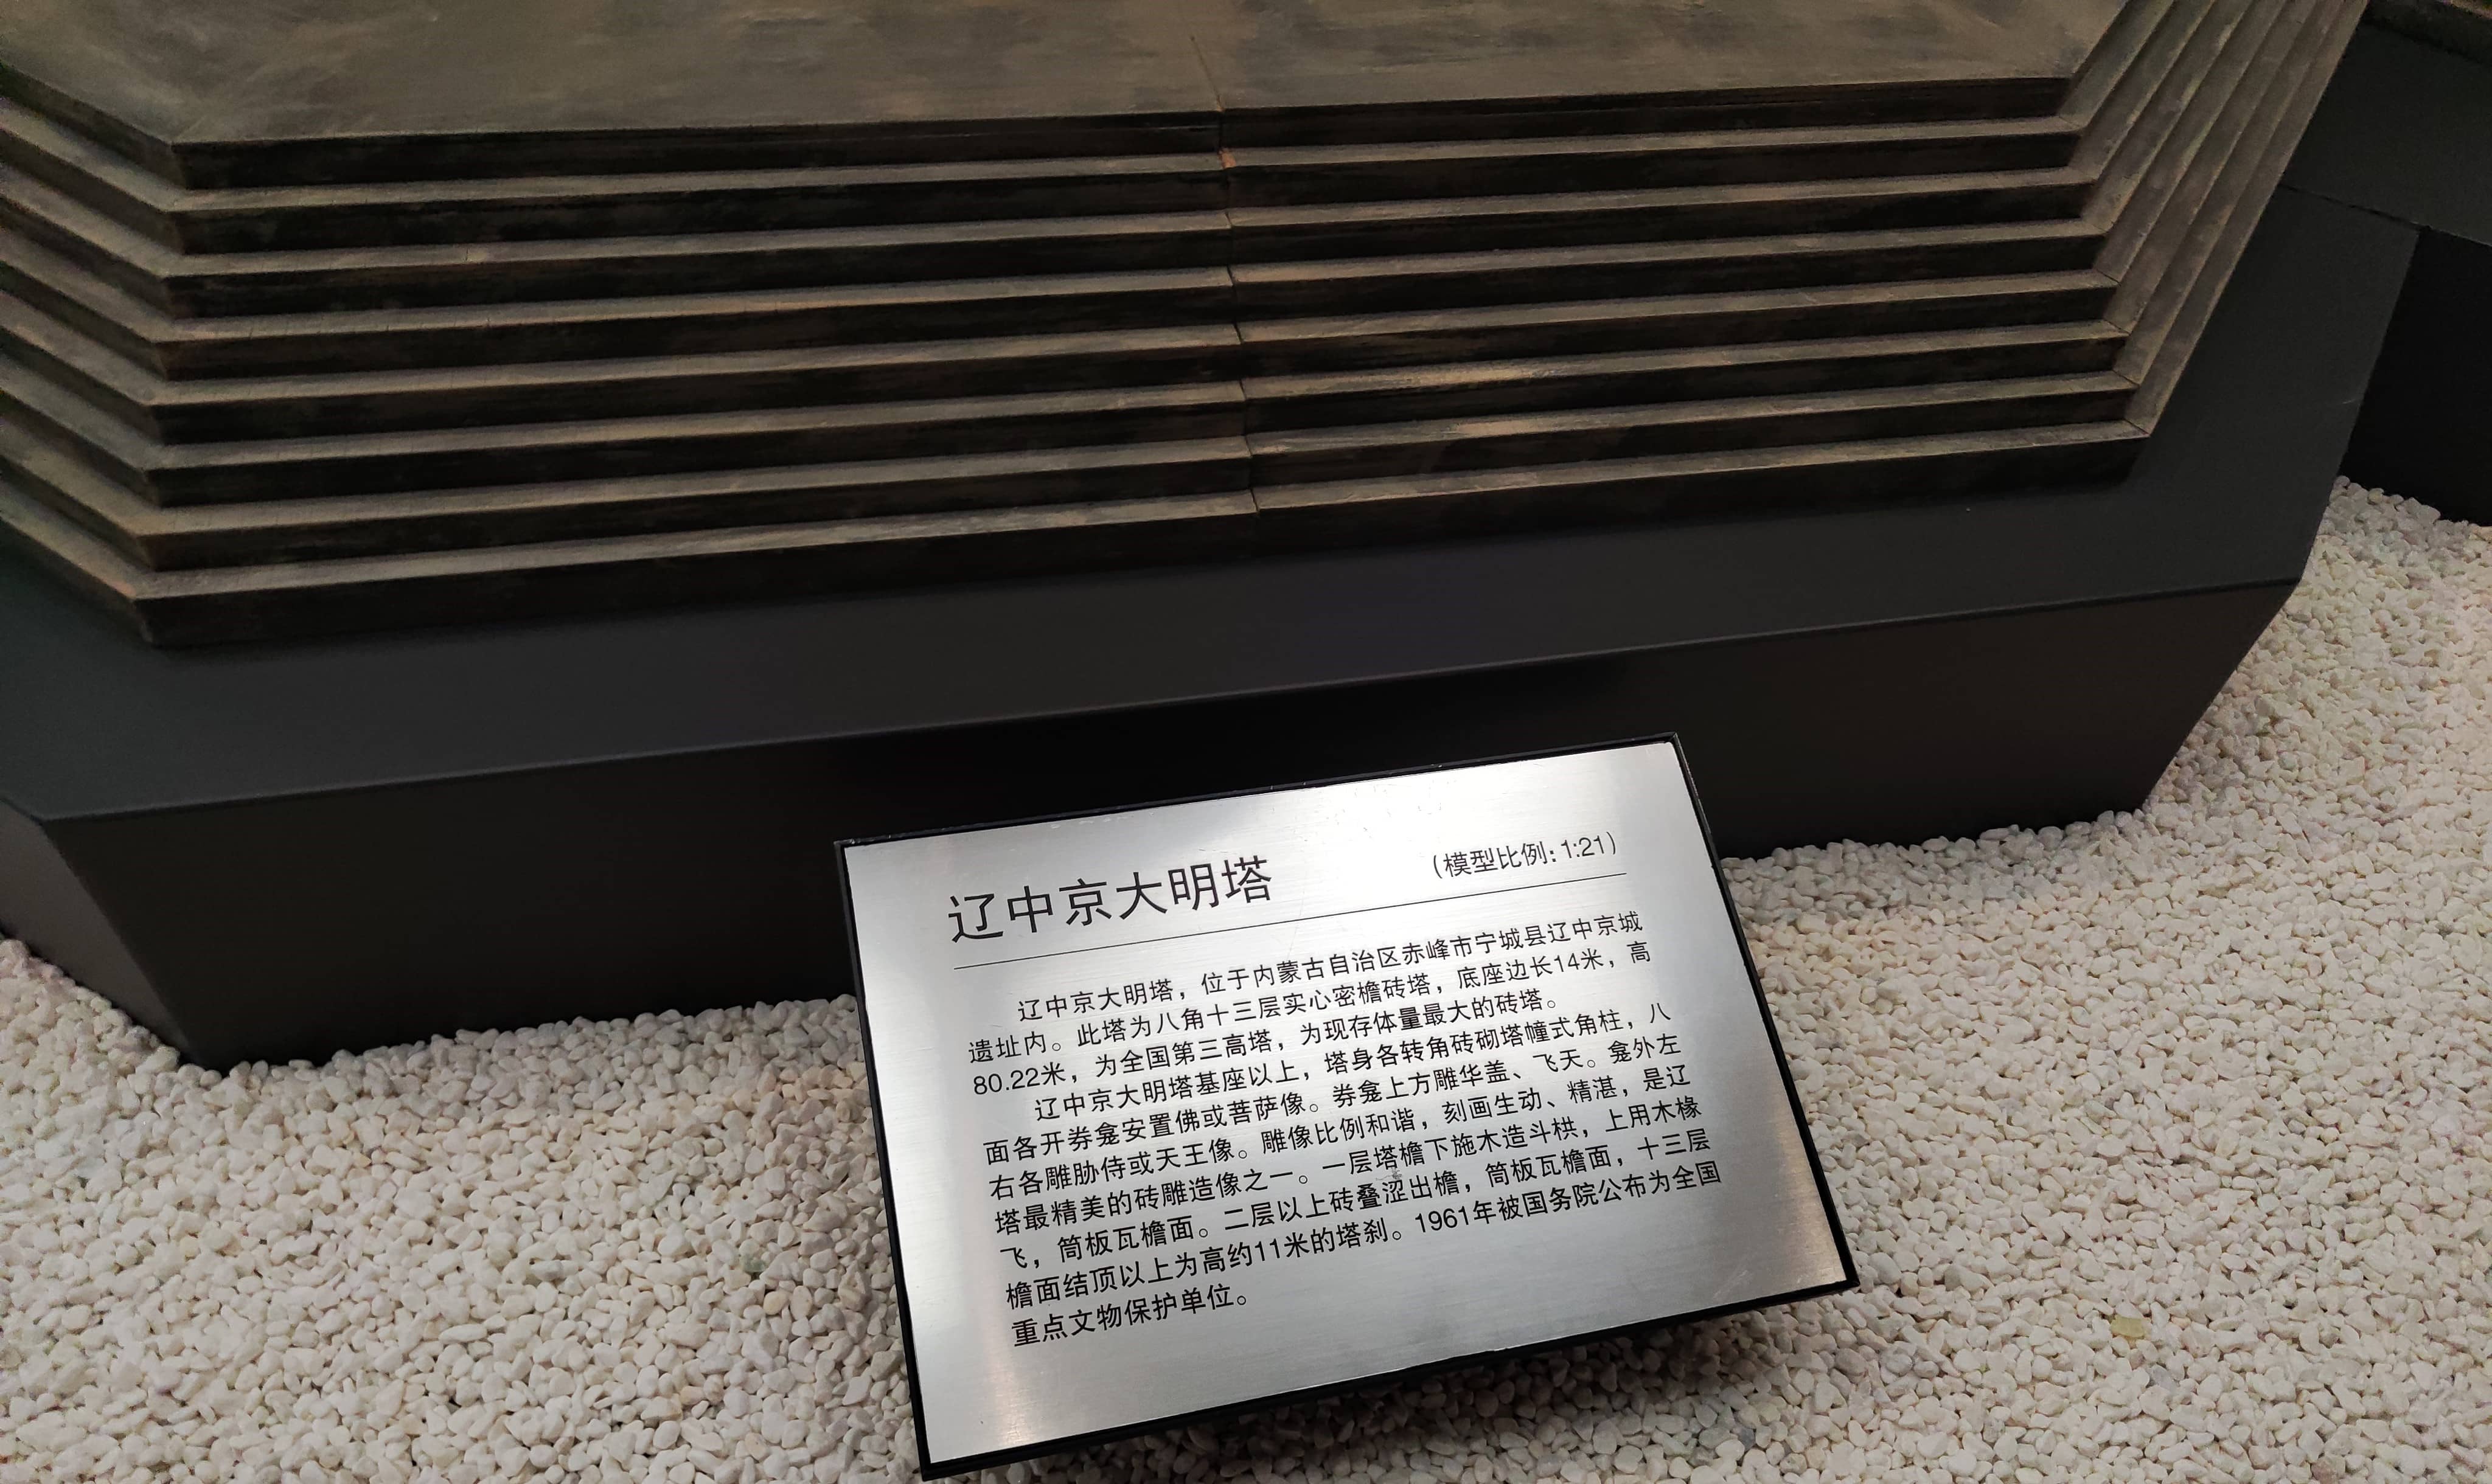 辽中京大明塔 (模型比例: 1:21)
辽中京大明塔，位于内蒙古自治区赤峰市宁城县辽中京城
遗址内。此塔为八角十三层实心密檐砖塔，底座边长14米，高
80.22米，为全国第三高塔，为现存体量最大的砖塔。
辽中京大明塔基座以上，塔身各转角砖砌塔幢式角柱，八
面各开券龛安置佛或菩萨像。券龛上方雕华盖、飞天。龛外左
右各雕胁侍或天王像。雕像比例和谐，刻画生动、精湛，是辽
塔最精美的砖雕造像之一。一层塔檐下施木造斗栱，上用木椽
飞，筒板瓦檐面。二层以上砖叠涩出檐，筒板瓦檐面，十三层
檐面结顶以上为高约11米的塔刹。1961年被国务院公布为全国
重点文物保护单位。